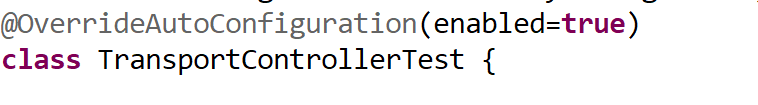 @OverrideAutoConfiguration(enabled=true)
class TransportControllerTest {